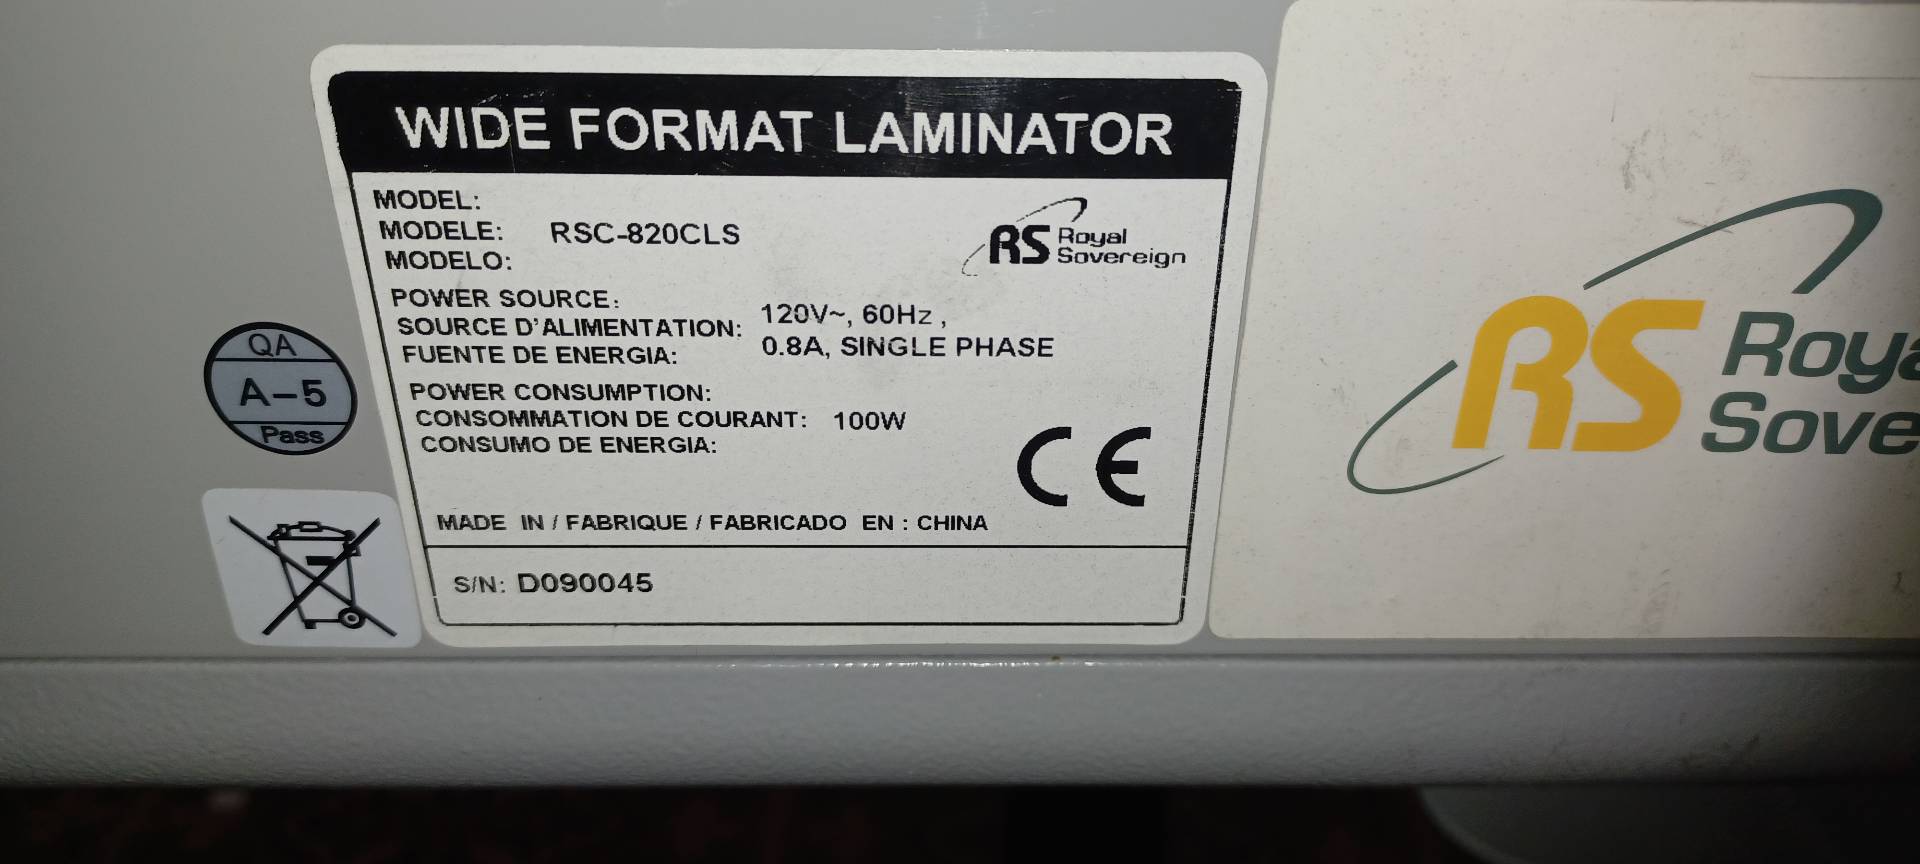 WIDE FORMAT LAMINATOR
MODEL:
MODELE: RSC-820CLS
MODELO:
RS Royal
Sovereign
POWER SOURCE:
SOURCE D'ALIMENTATION: 120V~, 60Hz ,
FUENTE DE ENERGIA: 0.8A, SINGLE PHASE
POWER CONSUMPTION:
CONSOMMATION DE COURANT: 100W
CONSUMO DE ENERGIA:
CE
MADE IN / FABRIQUE / FABRICADO EN : CHINA
S/N: D090045
QA
A-5
Pass
RS Roya
Sove